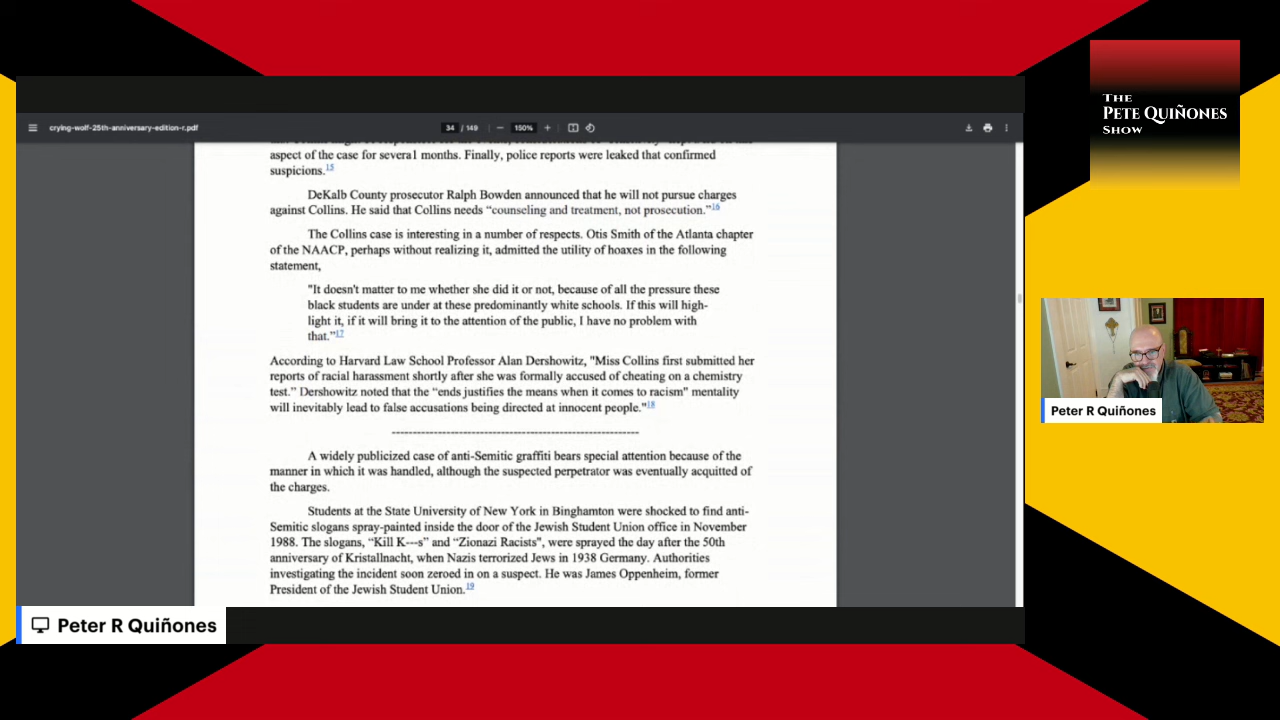 THE
PETE QUIÑONES
SHOW
crying-wolf-25th-anniversary-edition-r.pdf
34 / 149
150%
aspect of the case for several months. Finally, police reports were leaked that confirmed
suspicions.15
DeKalb County prosecutor Ralph Bowden announced that he will not pursue charges
against Collins. He said that Collins needs “counseling and treatment, not prosecution.”16
The Collins case is interesting in a number of respects. Otis Smith of the Atlanta chapter
of the NAACP, perhaps without realizing it, admitted the utility of hoaxes in the following
statement,
"It doesn't matter to me whether she did it or not, because of all the pressure these
black students are under at these predominantly white schools. If this will high-
light it, if it will bring it to the attention of the public, I have no problem with
that.”17
According to Harvard Law School Professor Alan Dershowitz, "Miss Collins first submitted her
reports of racial harassment shortly after she was formally accused of cheating on a chemistry
test.” Dershowitz noted that the “ends justifies the means when it comes to racism” mentality
will inevitably lead to false accusations being directed at innocent people.”18
A widely publicized case of anti-Semitic graffiti bears special attention because of the
manner in which it was handled, although the suspected perpetrator was eventually acquitted of
the charges.
Students at the State University of New York in Binghamton were shocked to find anti-
Semitic slogans spray-painted inside the door of the Jewish Student Union office in November
1988. The slogans, “Kill K---s” and “Zionazi Racists”, were sprayed the day after the 50th
anniversary of Kristallnacht, when Nazis terrorized Jews in 1938 Germany. Authorities
investigating the incident soon zeroed in on a suspect. He was James Oppenheim, former
President of the Jewish Student Union.19
Peter R Quiñones
Peter R Quiñones